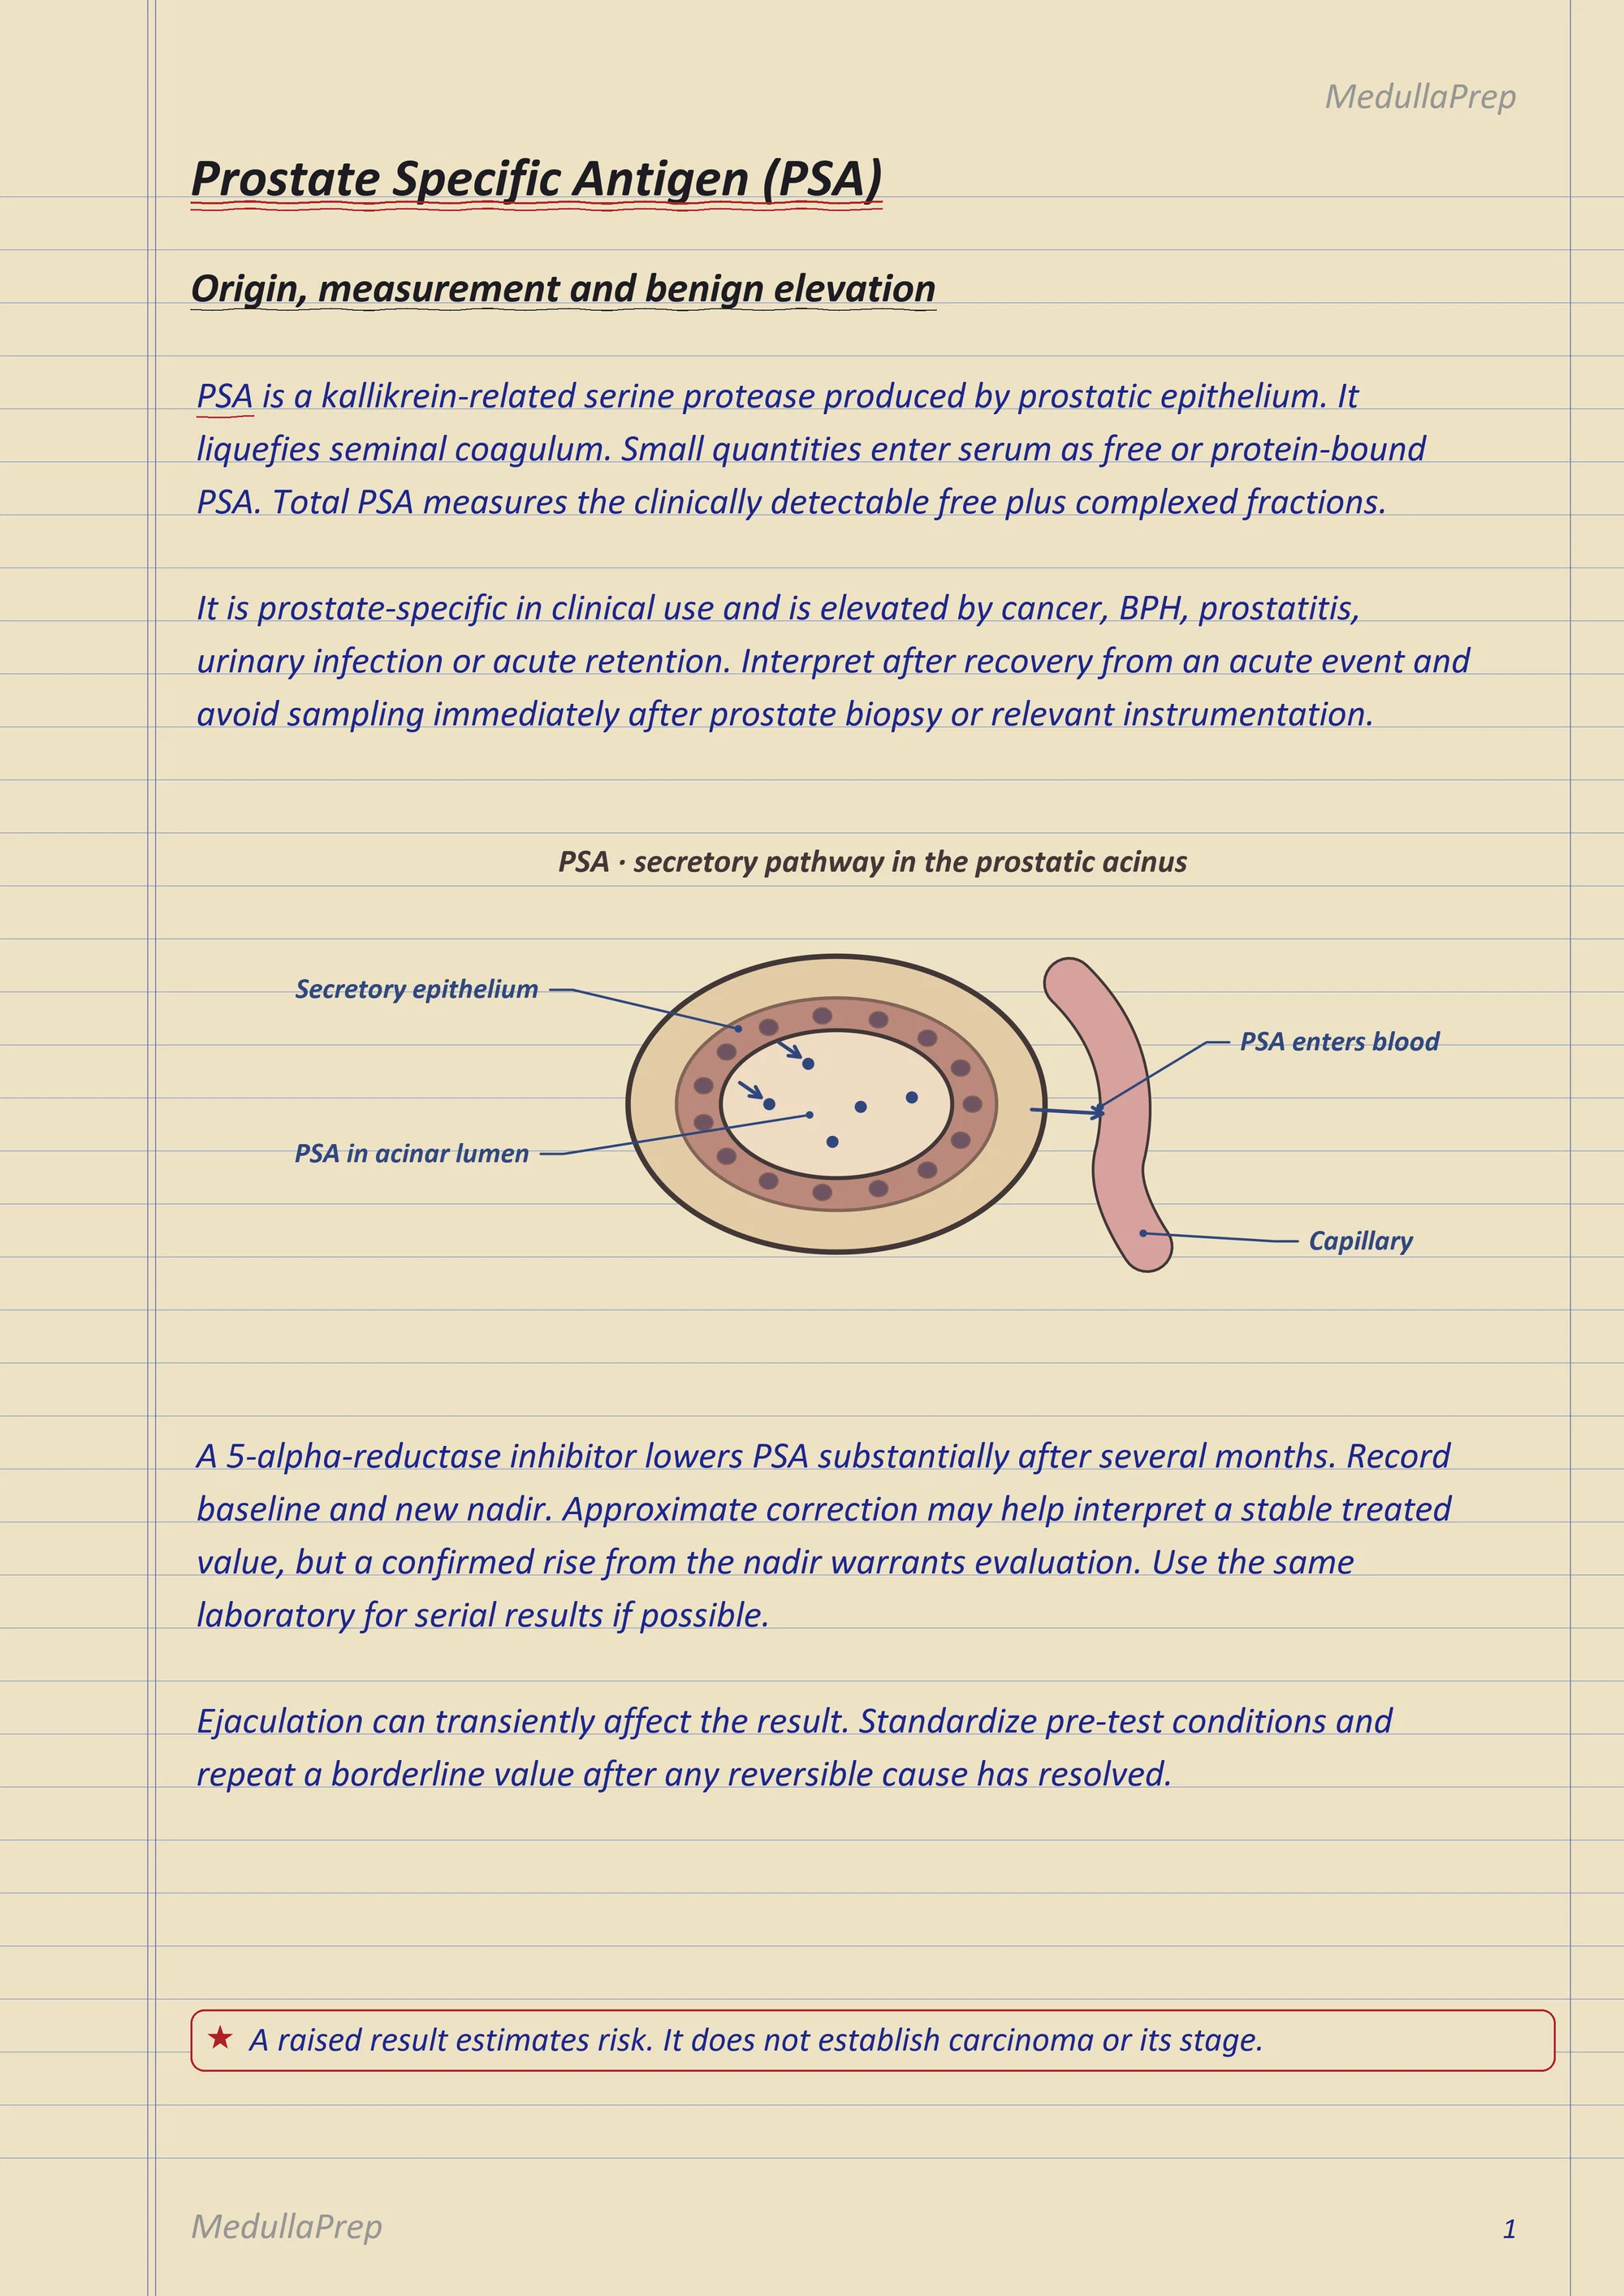 MedullaPrep
Prostate Specific Antigen (PSA)
Origin, measurement and benign elevation
PSA is a kallikrein-related serine protease produced by prostatic epithelium. It
liquefies seminal coagulum. Small quantities enter serum as free or protein-bound
PSA. Total PSA measures the clinically detectable free plus complexed fractions.
It is prostate-specific in clinical use and is elevated by cancer, BPH, prostatitis,
urinary infection or acute retention. Interpret after recovery from an acute event and
avoid sampling immediately after prostate biopsy or relevant instrumentation.
PSA · secretory pathway in the prostatic acinus
Secretory epithelium
PSA enters blood
PSA in acinar lumen
Capillary
A 5-alpha-reductase inhibitor lowers PSA substantially after several months. Record
baseline and new nadir. Approximate correction may help interpret a stable treated
value, but a confirmed rise from the nadir warrants evaluation. Use the same
laboratory for serial results if possible.
Ejaculation can transiently affect the result. Standardize pre-test conditions and
repeat a borderline value after any reversible cause has resolved.
★ A raised result estimates risk. It does not establish carcinoma or its stage.
MedullaPrep
1